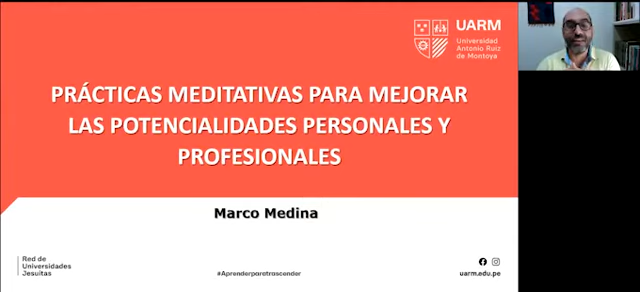 UARM
Universidad
Antonio Ruiz
de Montoya
PRÁCTICAS MEDITATIVAS PARA MEJORAR
LAS POTENCIALIDADES PERSONALES Y
PROFESIONALES
Marco Medina
Red de
Universidades
Jesuitas
#Aprenderparatrascender
uarm.edu.pe